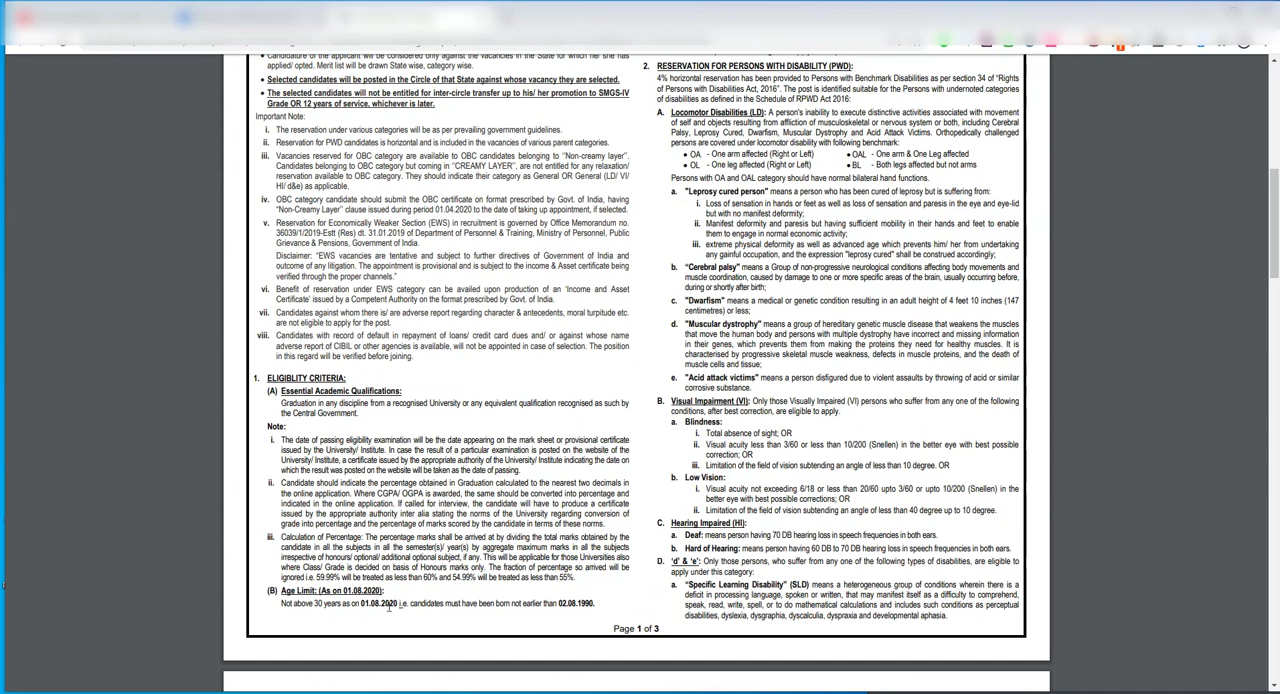 Candidature of the applicant will be considered only against the vacancies in the State for which he/ she has
applied/ opted. Merit list will be drawn State wise, category wise.
• Selected candidates will be posted in the Circle of that State against whose vacancy they are selected.
• The selected candidates will not be entitled for inter-circle transfer up to his/ her promotion to SMGS-IV
Grade OR 12 years of service, whichever is later.
Important Note:
i. The reservation under various categories will be as per prevailing government guidelines.
ii. Reservation for PWD candidates is horizontal and is included in the vacancies of various parent categories.
iii. Vacancies reserved for OBC category are available to OBC candidates belonging to "Non-creamy layer".
Candidates belonging to OBC category but coming in "CREAMY LAYER", are not entitled for any relaxation/
reservation available to OBC category. They should indicate their category as General OR General (LD/ VI/
HI/ d&e) as applicable.
iv. OBC category candidate should submit the OBC certificate on format prescribed by Govt. of India, having
"Non-Creamy Layer" clause issued during period 01.04.2020 to the date of taking up appointment, if selected.
v. Reservation for Economically Weaker Section (EWS) in recruitment is governed by Office Memorandum no.
36039/1/2019-Estt (Res) dt. 31.01.2019 of Department of Personnel & Training, Ministry of Personnel, Public
Grievance & Pensions, Government of India.
Disclaimer: "EWS vacancies are tentative and subject to further directives of Government of India and
outcome of any litigation. The appointment is provisional and is subject to the income & Asset certificate being
verified through the proper channels."
vi. Benefit of reservation under EWS category can be availed upon production of an 'Income and Asset
Certificate' issued by a Competent Authority on the format prescribed by Govt. of India.
vii. Candidates against whom there is/ are adverse report regarding character & antecedents, moral turpitude etc.
are not eligible to apply for the post.
viii. Candidates with record of default in repayment of loans/ credit card dues and/ or against whose name
adverse report of CIBIL or other agencies is available, will not be appointed in case of selection. The position
in this regard will be verified before joining.
1. ELIGIBLITY CRITERIA:
(A) Essential Academic Qualifications:
Graduation in any discipline from a recognised University or any equivalent qualification recognised as such by
the Central Government.
Note:
i. The date of passing eligibility examination will be the date appearing on the mark sheet or provisional certificate
issued by the University/ Institute. In case the result of a particular examination is posted on the website of the
University/ Institute, a certificate issued by the appropriate authority of the University/ Institute indicating the date on
which the result was posted on the website will be taken as the date of passing.
ii. Candidate should indicate the percentage obtained in Graduation calculated to the nearest two decimals in
the online application. Where CGPA/ OGPA is awarded, the same should be converted into percentage and
indicated in the online application. If called for interview, the candidate will have to produce a certificate
issued by the appropriate authority inter alia stating the norms of the University regarding conversion of
grade into percentage and the percentage of marks scored by the candidate in terms of these norms.
iii. Calculation of Percentage: The percentage marks shall be arrived at by dividing the total marks obtained by the
candidate in all the subjects in all the semester(s)/ year(s) by aggregate maximum marks in all the subjects
irrespective of honours/ optional/ additional optional subject, if any. This will be applicable for those Universities also
where Class/ Grade is decided on basis of Honours marks only. The fraction of percentage so arrived will be
ignored i.e. 59.99% will be treated as less than 60% and 54.99% will be treated as less than 55%.
(B) Age Limit: (As on 01.08.2020):
Not above 30 years as on 01.08.2020 i.e. candidates must have been born not earlier than 02.08.1990.
2. RESERVATION FOR PERSONS WITH DISABILITY (PWD):
4% horizontal reservation has been provided to Persons with Benchmark Disabilities as per section 34 of "Rights
of Persons with Disabilities Act, 2016". The post is identified suitable for the Persons with undernoted categories
of disabilities as defined in the Schedule of RPWD Act 2016:
A. Locomotor Disabilities (LD): A person's inability to execute distinctive activities associated with movement
of self and objects resulting from affliction of musculoskeletal or nervous system or both, including Cerebral
Palsy, Leprosy Cured, Dwarfism, Muscular Dystrophy and Acid Attack Victims. Orthopedically challenged
persons are covered under locomotor disability with following benchmark:
• OA - One arm affected (Right or Left) • OAL - One arm & One Leg affected
• OL - One leg affected (Right or Left) • BL - Both legs affected but not arms
Persons with OA and OAL category should have normal bilateral hand functions.
a. "Leprosy cured person" means a person who has been cured of leprosy but is suffering from:
i. Loss of sensation in hands or feet as well as loss of sensation and paresis in the eye and eye-lid
but with no manifest deformity;
ii. Manifest deformity and paresis but having sufficient mobility in their hands and feet to enable
them to engage in normal economic activity;
iii. extreme physical deformity as well as advanced age which prevents him/ her from undertaking
any gainful occupation, and the expression "leprosy cured" shall be construed accordingly;
b. "Cerebral palsy" means a Group of non-progressive neurological conditions affecting body movements and
muscle coordination, caused by damage to one or more specific areas of the brain, usually occurring before,
during or shortly after birth;
c. "Dwarfism" means a medical or genetic condition resulting in an adult height of 4 feet 10 inches (147
centimetres) or less;
d. "Muscular dystrophy" means a group of hereditary genetic muscle disease that weakens the muscles
that move the human body and persons with multiple dystrophy have incorrect and missing information
in their genes, which prevents them from making the proteins they need for healthy muscles. It is
characterised by progressive skeletal muscle weakness, defects in muscle proteins, and the death of
muscle cells and tissue;
e. "Acid attack victims" means a person disfigured due to violent assaults by throwing of acid or similar
corrosive substance.
B. Visual Impairment (VI): Only those Visually Impaired (VI) persons who suffer from any one of the following
conditions, after best correction, are eligible to apply.
a. Blindness:
i. Total absence of sight; OR
ii. Visual acuity less than 3/60 or less than 10/200 (Snellen) in the better eye with best possible
correction; OR
iii. Limitation of the field of vision subtending an angle of less than 10 degree. OR
b. Low Vision:
i. Visual acuity not exceeding 6/18 or less than 20/60 upto 3/60 or upto 10/200 (Snellen) in the
better eye with best possible corrections; OR
ii. Limitation of the field of vision subtending an angle of less than 40 degree up to 10 degree.
C. Hearing Impaired (HI):
a. Deaf: means person having 70 DB hearing loss in speech frequencies in both ears.
b. Hard of Hearing: means person having 60 DB to 70 DB hearing loss in speech frequencies in both ears.
D. 'd' & 'e': Only those persons, who suffer from any one of the following types of disabilities, are eligible to
apply under this category:
a. "Specific Learning Disability" (SLD) means a heterogeneous group of conditions wherein there is a
deficit in processing language, spoken or written, that may manifest itself as a difficulty to comprehend,
speak, read, write, spell, or to do mathematical calculations and includes such conditions as perceptual
disabilities, dyslexia, dysgraphia, dyscalculia, dyspraxia and developmental aphasia.
Page 1 of 3